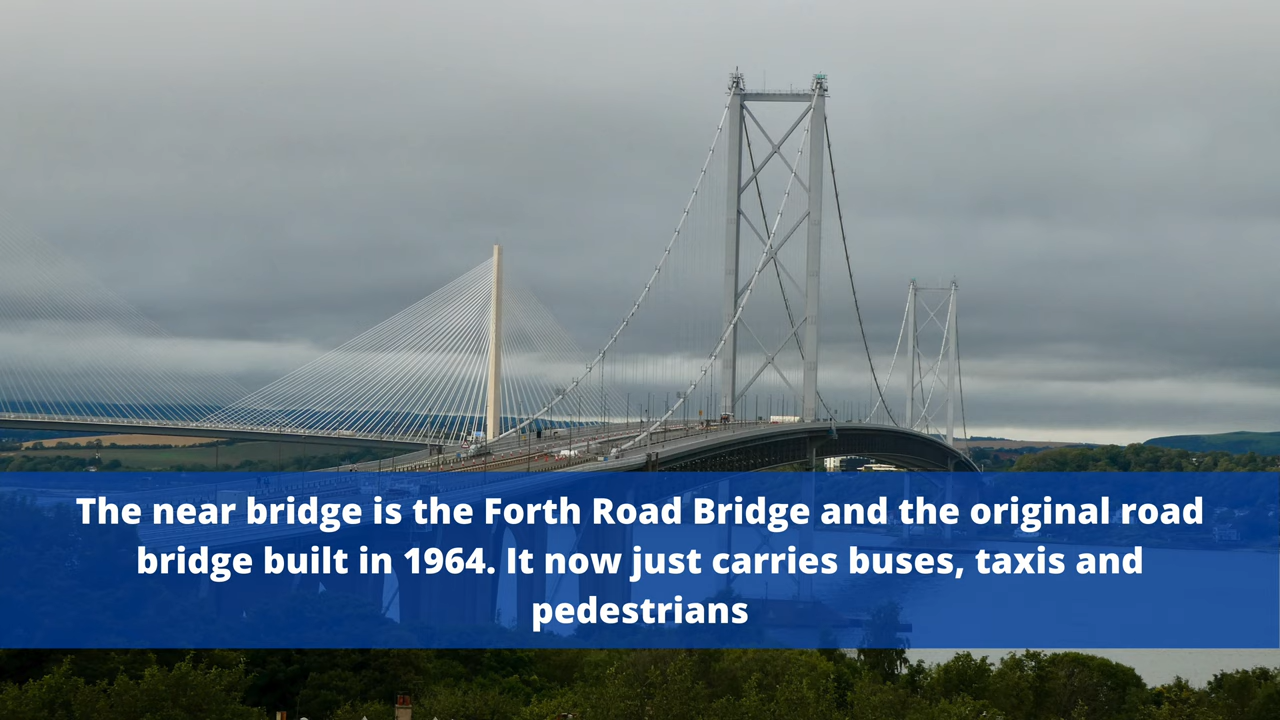 The near bridge is the Forth Road Bridge and the original road
bridge built in 1964. It now just carries buses, taxis and
pedestrians